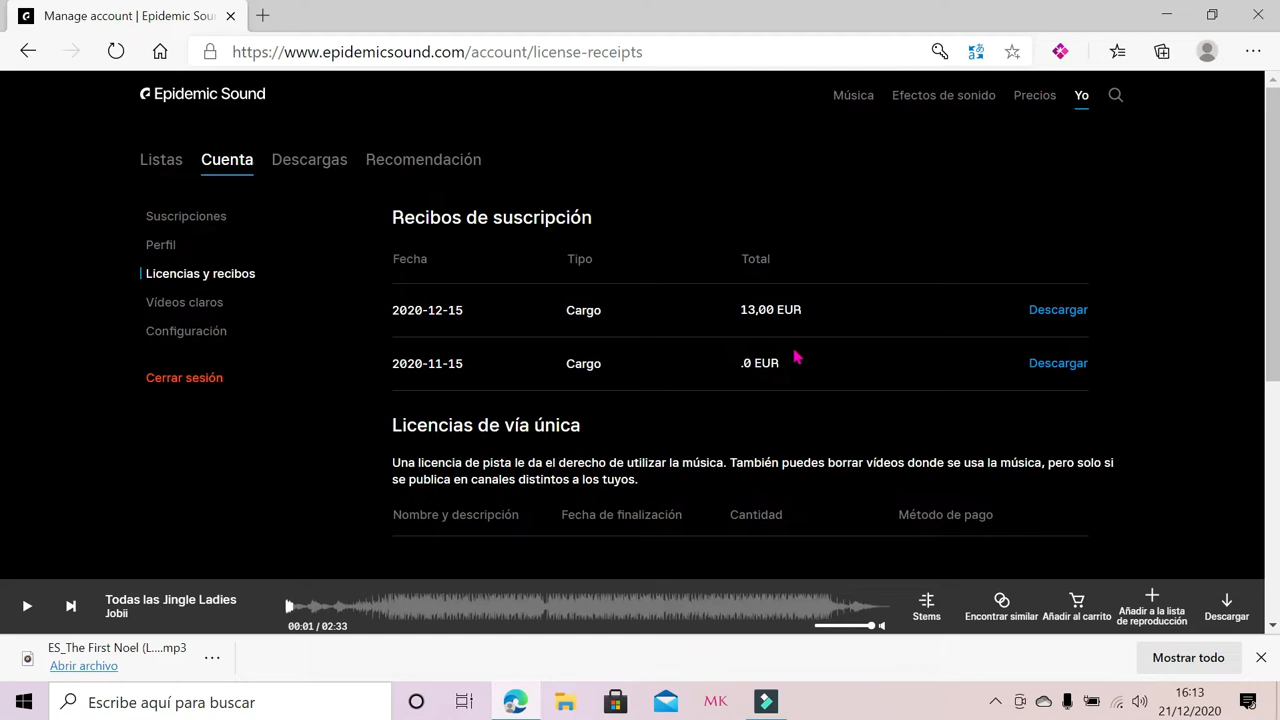 Manage account | Epidemic Sou
https://www.epidemicsound.com/account/license-receipts
Epidemic Sound
Música
Efectos de sonido
Precios
Yo
Listas
Cuenta
Descargas
Recomendación
Suscripciones
Perfil
Licencias y recibos
Vídeos claros
Configuración
Cerrar sesión
Recibos de suscripción
Fecha Tipo Total
2020-12-15 Cargo 13,00 EUR Descargar
2020-11-15 Cargo .0 EUR Descargar
Licencias de vía única
Una licencia de pista le da el derecho de utilizar la música. También puedes borrar vídeos donde se usa la música, pero solo si
se publica en canales distintos a los tuyos.
Nombre y descripción Fecha de finalización Cantidad Método de pago
Todas las Jingle Ladies
Jobii
00:01 / 02:33
Stems
Encontrar similar
Añadir al carrito
Añadir a la lista
de reproducción
Descargar
ES_The First Noel (L....mp3
Abrir archivo
Mostrar todo
Escribe aquí para buscar
MK
16:13
21/12/2020